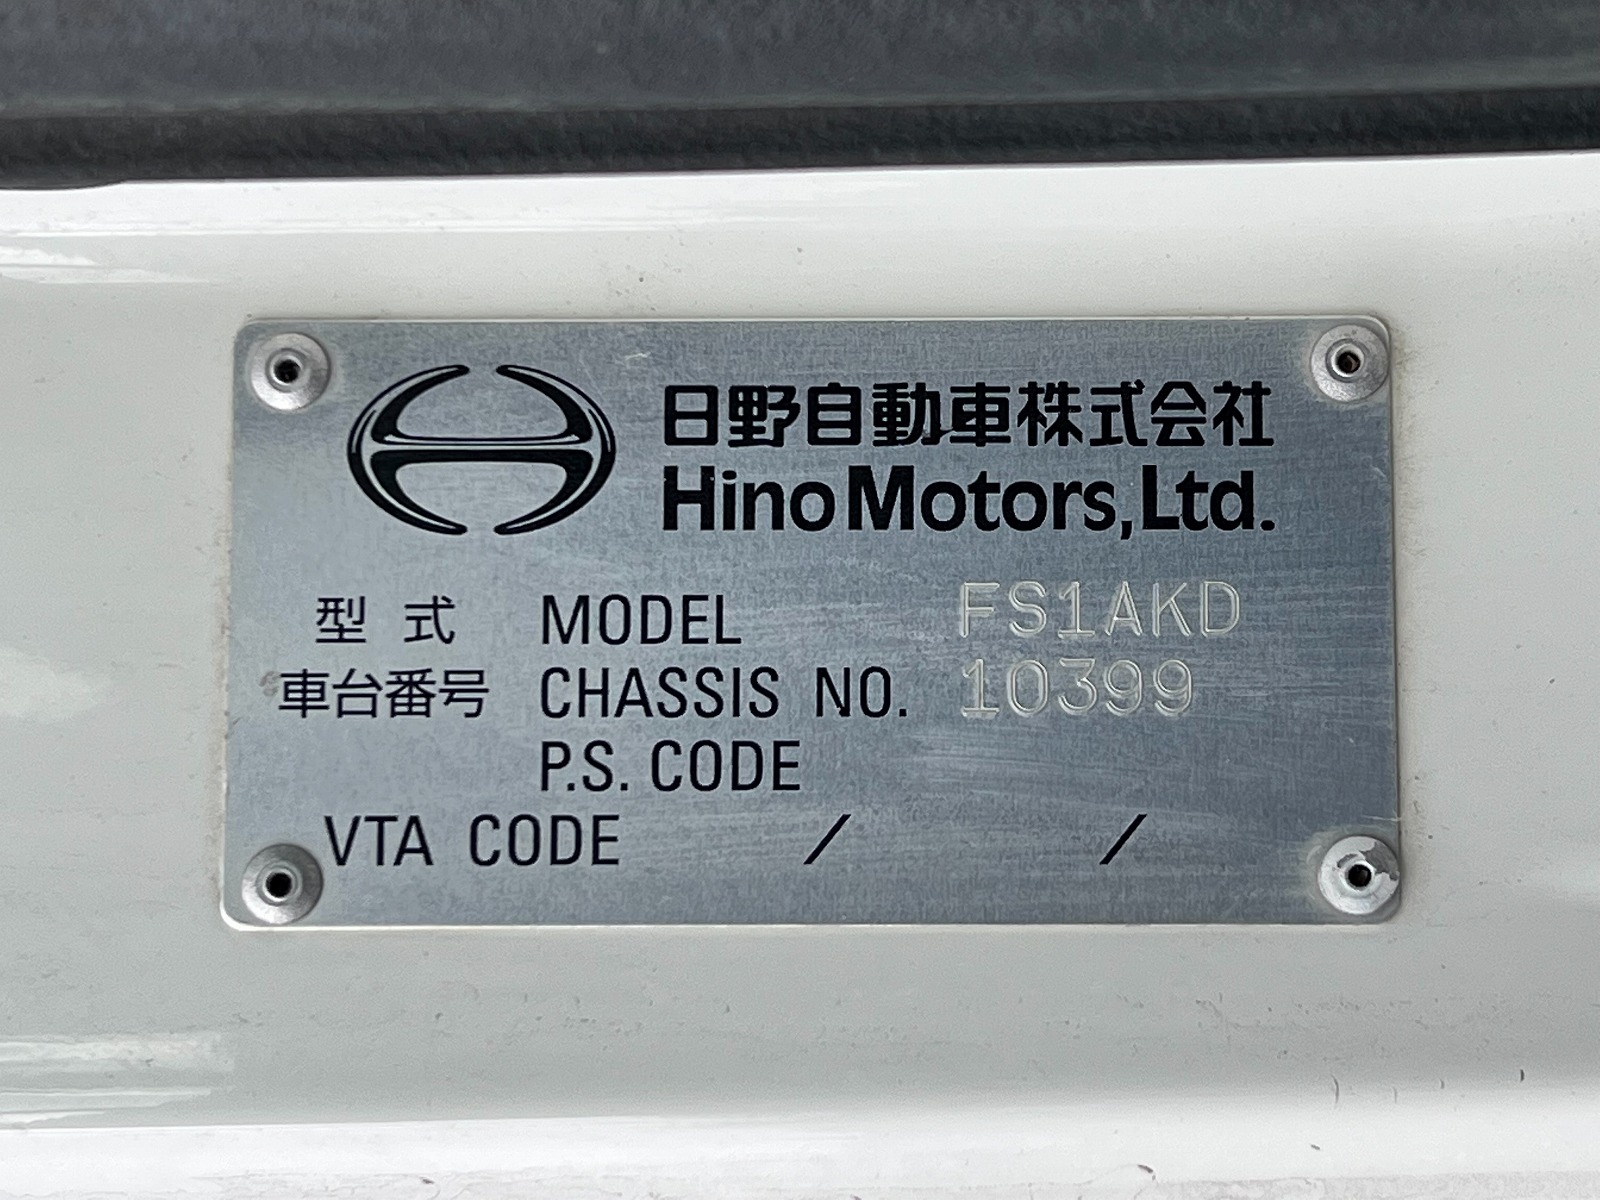 日野自動車株式会社
Hino Motors, Ltd.
型式 MODEL FS1AKD
車台番号 CHASSIS NO. 10399
P.S. CODE
VTA CODE / /